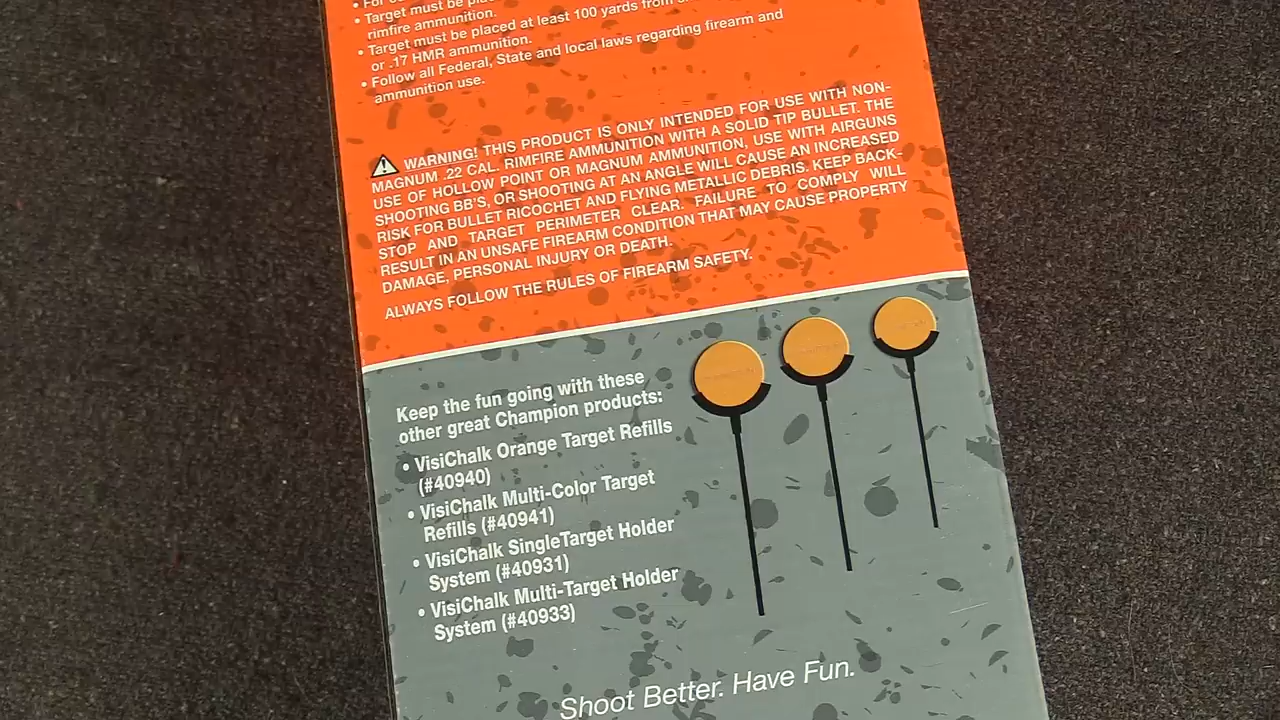 • For
• Target must be
rimfire ammunition.
• Target must be placed at least 100 yards from
or .17 HMR ammunition.
• Follow all Federal, State and local laws regarding firearm and
ammunition use.
WARNING! THIS PRODUCT IS ONLY INTENDED FOR USE WITH NON-
MAGNUM .22 CAL. RIMFIRE AMMUNITION WITH A SOLID TIP BULLET. THE
USE OF HOLLOW POINT OR MAGNUM AMMUNITION, USE WITH AIRGUNS
SHOOTING BB'S, OR SHOOTING AT AN ANGLE WILL CAUSE AN INCREASED
RISK FOR BULLET RICOCHET AND FLYING METALLIC DEBRIS. KEEP BACK-
STOP AND TARGET PERIMETER CLEAR. FAILURE TO COMPLY WILL
RESULT IN AN UNSAFE FIREARM CONDITION THAT MAY CAUSE PROPERTY
DAMAGE, PERSONAL INJURY OR DEATH.
ALWAYS FOLLOW THE RULES OF FIREARM SAFETY.
Keep the fun going with these
other great Champion products:
• VisiChalk Orange Target Refills
(#40940)
• VisiChalk Multi-Color Target
Refills (#40941)
• VisiChalk SingleTarget Holder
System (#40931)
• VisiChalk Multi-Target Holder
System (#40933)
Shoot Better. Have Fun.